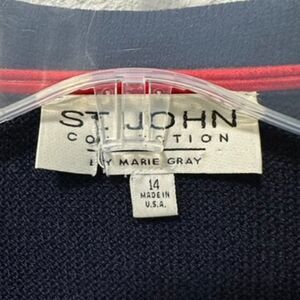 ST. JOHN
COLLECTION
BY MARIE GRAY
14
MADE IN
U.S.A.